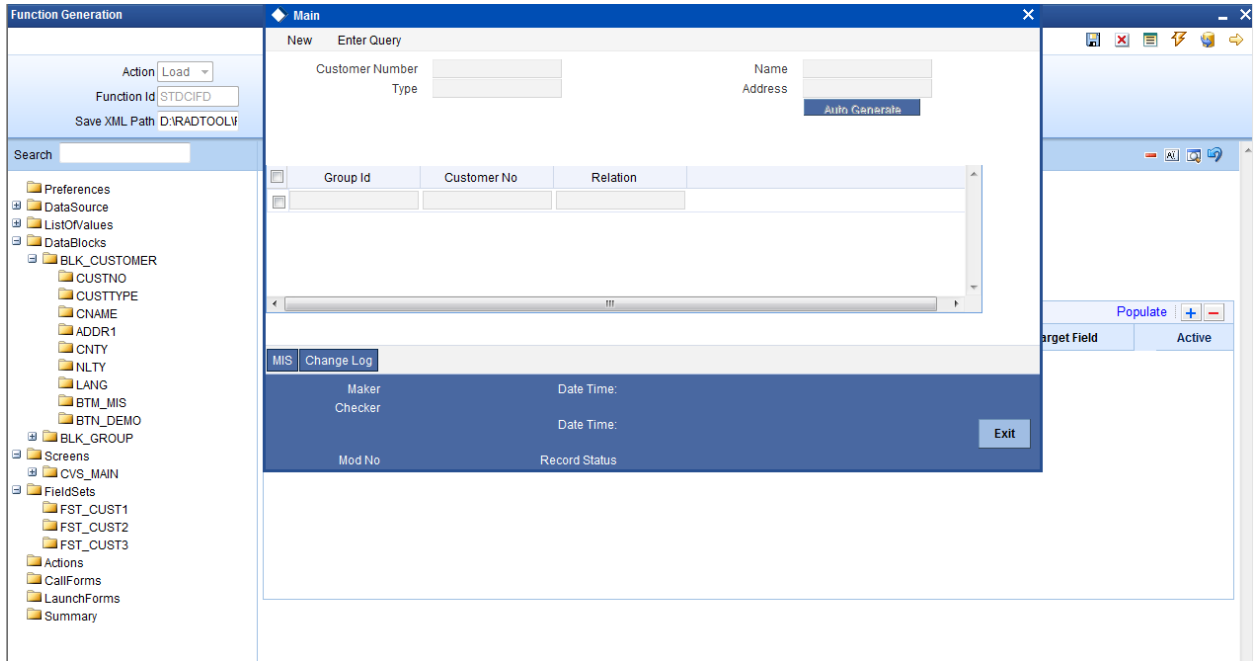 Function Generation
Main
New Enter Query
Action Load
Function Id STDCIFD
Save XML Path D:\RADTOOL\
Search
Customer Number
Type
Name
Address
Auto Generate
Group Id Customer No Relation
Preferences
DataSource
ListOfValues
DataBlocks
BLK_CUSTOMER
CUSTNO
CUSTTYPE
CNAME
ADDR1
CNTY
NLTY
LANG
BTM_MIS
BTN_DEMO
BLK_GROUP
Screens
CVS_MAIN
FieldSets
FST_CUST1
FST_CUST2
FST_CUST3
Actions
CallForms
LaunchForms
Summary
Populate
arget Field Active
MIS Change Log
Maker Date Time:
Checker
Date Time:
Exit
Mod No Record Status